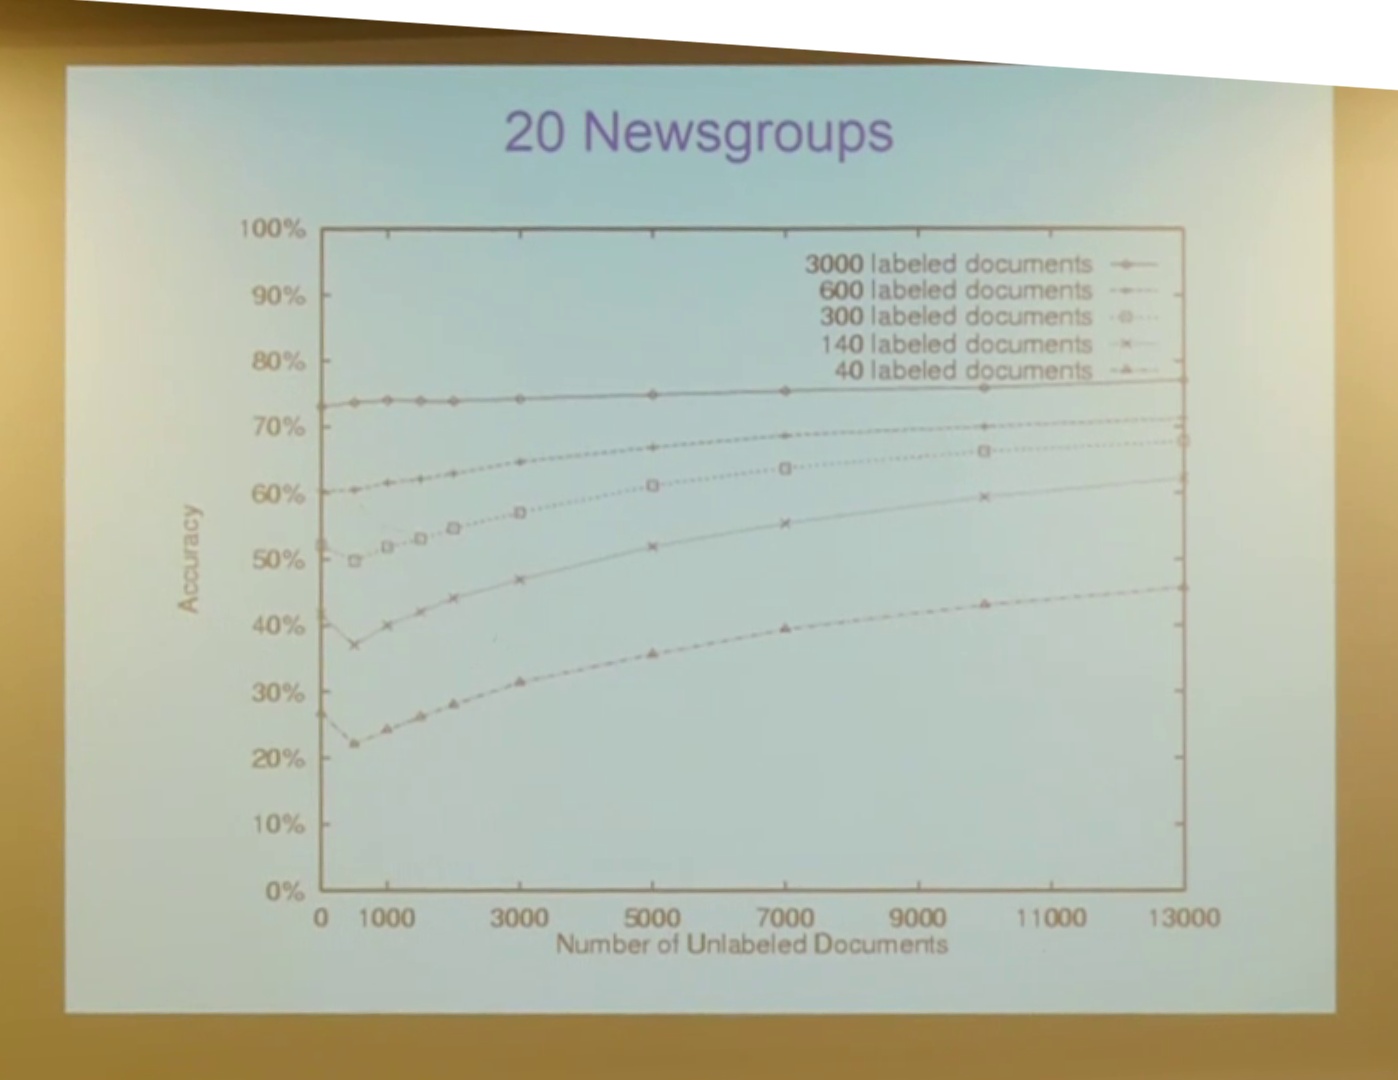 20 Newsgroups
100%
90%
80%
70%
60%
50%
40%
30%
20%
10%
0%
Accuracy
3000 labeled documents
600 labeled documents
300 labeled documents
140 labeled documents
40 labeled documents
0 1000 3000 5000 7000 9000 11000 13000
Number of Unlabeled Documents